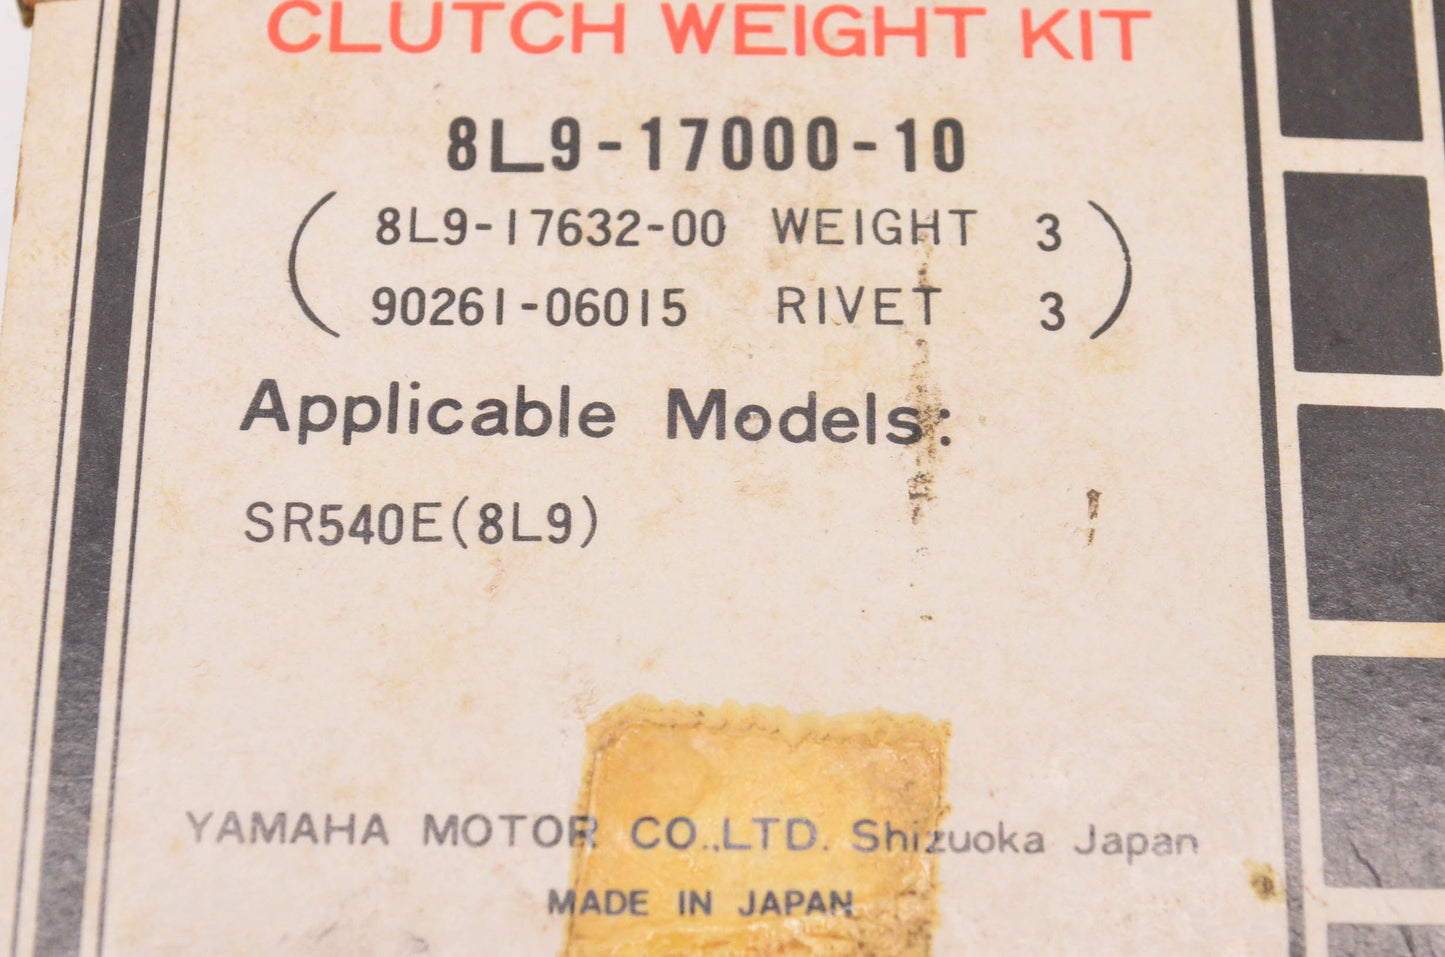 CLUTCH WEIGHT KIT
8L9-17000-10
( 8L9-17632-00 WEIGHT 3 )
( 90261-06015 RIVET 3 )
Applicable Models:
SR540E(8L9)
YAMAHA MOTOR CO.,LTD. Shizuoka Japan
MADE IN JAPAN